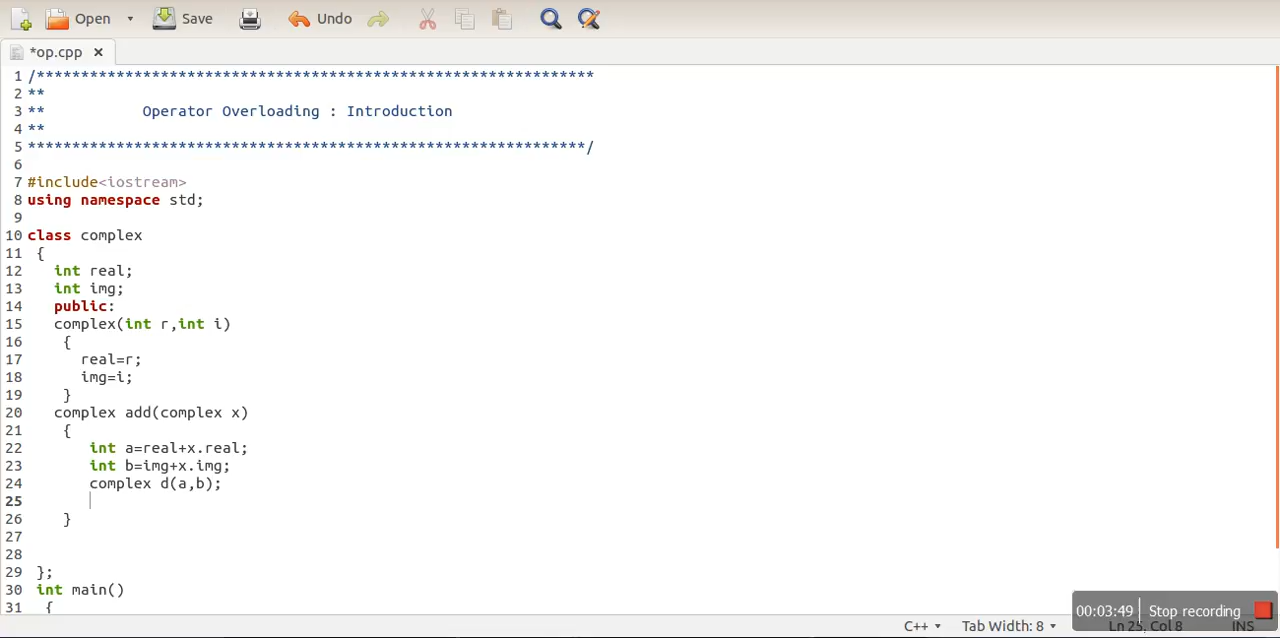 Open Save Undo
*op.cpp ×
1 /***************************************************************
2 **
3 ** Operator Overloading : Introduction
4 **
5 ***************************************************************/
6
7 #include<iostream>
8 using namespace std;
9
10 class complex
11 {
12 int real;
13 int img;
14 public:
15 complex(int r,int i)
16 {
17 real=r;
18 img=i;
19 }
20 complex add(complex x)
21 {
22 int a=real+x.real;
23 int b=img+x.img;
24 complex d(a,b);
25
26 }
27
28
29 };
30 int main()
31 {
00:03:49 Stop recording
C++ Tab Width: 8 Ln 25, Col 8 INS